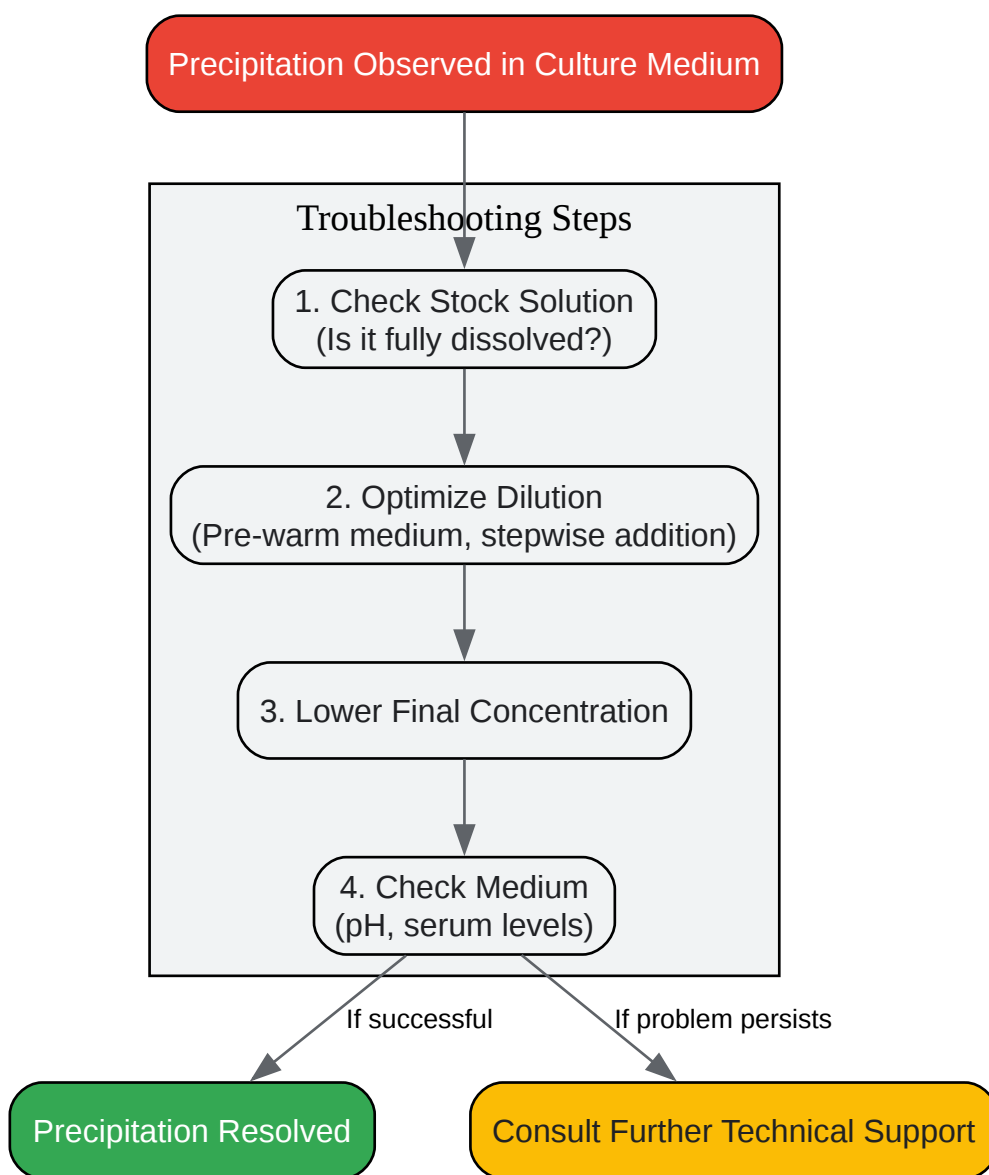 Precipitation Observed in Culture Medium
Troubleshooting Steps
1. Check Stock Solution
(Is it fully dissolved?)
2. Optimize Dilution
(Pre-warm medium, stepwise addition)
3. Lower Final Concentration
4. Check Medium
(pH, serum levels)
If successful
If problem persists
Precipitation Resolved
Consult Further Technical Support